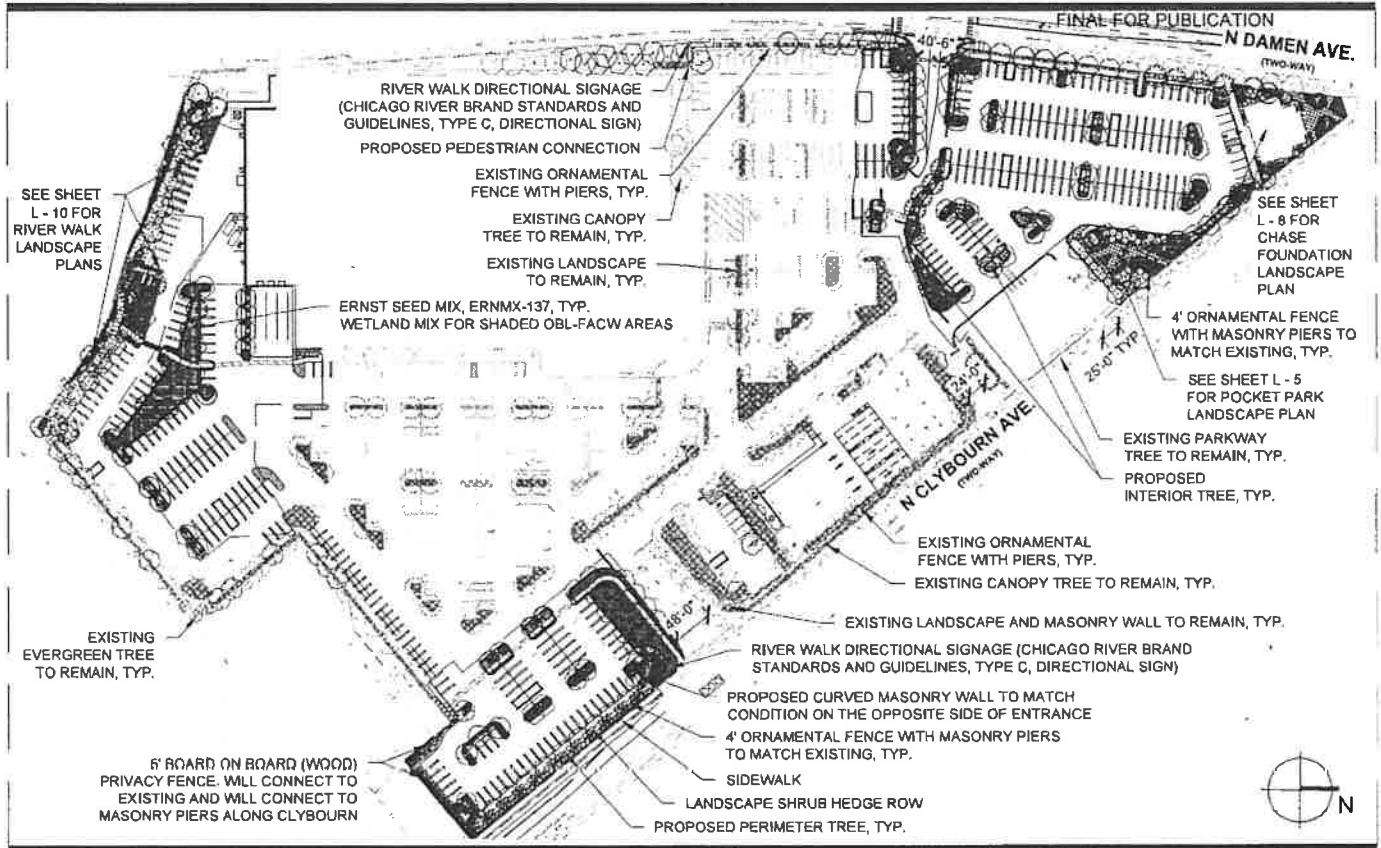 FINAL FOR PUBLICATION
N DAMEN AVE.
(TWO-WAY)
40'-6"
RIVER WALK DIRECTIONAL SIGNAGE
(CHICAGO RIVER BRAND STANDARDS AND
GUIDELINES, TYPE C, DIRECTIONAL SIGN)
PROPOSED PEDESTRIAN CONNECTION
EXISTING ORNAMENTAL
FENCE WITH PIERS, TYP.
EXISTING CANOPY
TREE TO REMAIN, TYP.
EXISTING LANDSCAPE
TO REMAIN, TYP.
ERNST SEED MIX, ERNMX-137, TYP.
WETLAND MIX FOR SHADED OBL-FACW AREAS
SEE SHEET
L - 10 FOR
RIVER WALK
LANDSCAPE
PLANS
SEE SHEET
L - 8 FOR
CHASE
FOUNDATION
LANDSCAPE
PLAN
4' ORNAMENTAL FENCE
WITH MASONRY PIERS TO
MATCH EXISTING, TYP.
25'-0" TYP
SEE SHEET L - 5
FOR POCKET PARK
LANDSCAPE PLAN
EXISTING PARKWAY
TREE TO REMAIN, TYP.
PROPOSED
INTERIOR TREE, TYP.
24'-0"
N CLYBOURN AVE.
(TWO-WAY)
EXISTING ORNAMENTAL
FENCE WITH PIERS, TYP.
EXISTING CANOPY TREE TO REMAIN, TYP.
48'-0"
EXISTING LANDSCAPE AND MASONRY WALL TO REMAIN, TYP.
RIVER WALK DIRECTIONAL SIGNAGE (CHICAGO RIVER BRAND
STANDARDS AND GUIDELINES, TYPE C, DIRECTIONAL SIGN)
PROPOSED CURVED MASONRY WALL TO MATCH
CONDITION ON THE OPPOSITE SIDE OF ENTRANCE
4' ORNAMENTAL FENCE WITH MASONRY PIERS
TO MATCH EXISTING, TYP.
SIDEWALK
LANDSCAPE SHRUB HEDGE ROW
PROPOSED PERIMETER TREE, TYP.
EXISTING
EVERGREEN TREE
TO REMAIN, TYP.
6' BOARD ON BOARD (WOOD)
PRIVACY FENCE. WILL CONNECT TO
EXISTING AND WILL CONNECT TO
MASONRY PIERS ALONG CLYBOURN
N